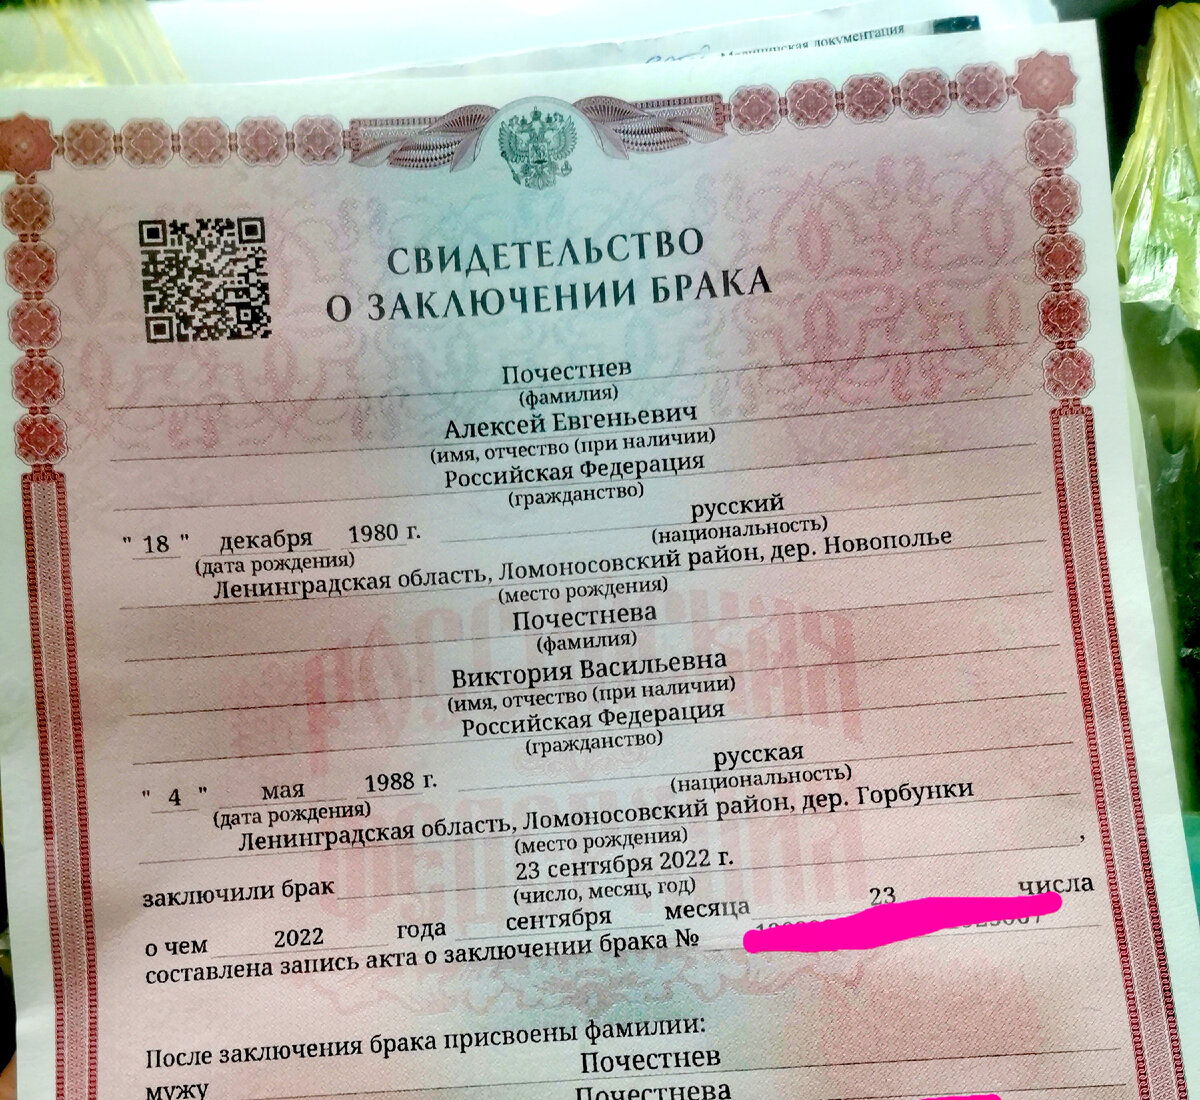 Медицинская документация
СВИДЕТЕЛЬСТВО
О ЗАКЛЮЧЕНИИ БРАКА
Почестнев
(фамилия)
Алексей Евгеньевич
(имя, отчество (при наличии)
Российская Федерация
(гражданство)
" 18 " декабря 1980 г. русский
(дата рождения) (национальность)
Ленинградская область, Ломоносовский район, дер. Новополье
(место рождения)
Почестнева
(фамилия)
Виктория Васильевна
(имя, отчество (при наличии)
Российская Федерация
(гражданство)
" 4 " мая 1988 г. русская
(дата рождения) (национальность)
Ленинградская область, Ломоносовский район, дер. Горбунки
(место рождения)
заключили брак 23 сентября 2022 г. ,
(число, месяц, год)
о чем 2022 года сентября месяца 23 числа
составлена запись акта о заключении брака №
После заключения брака присвоены фамилии:
мужу Почестнев
Почестнева